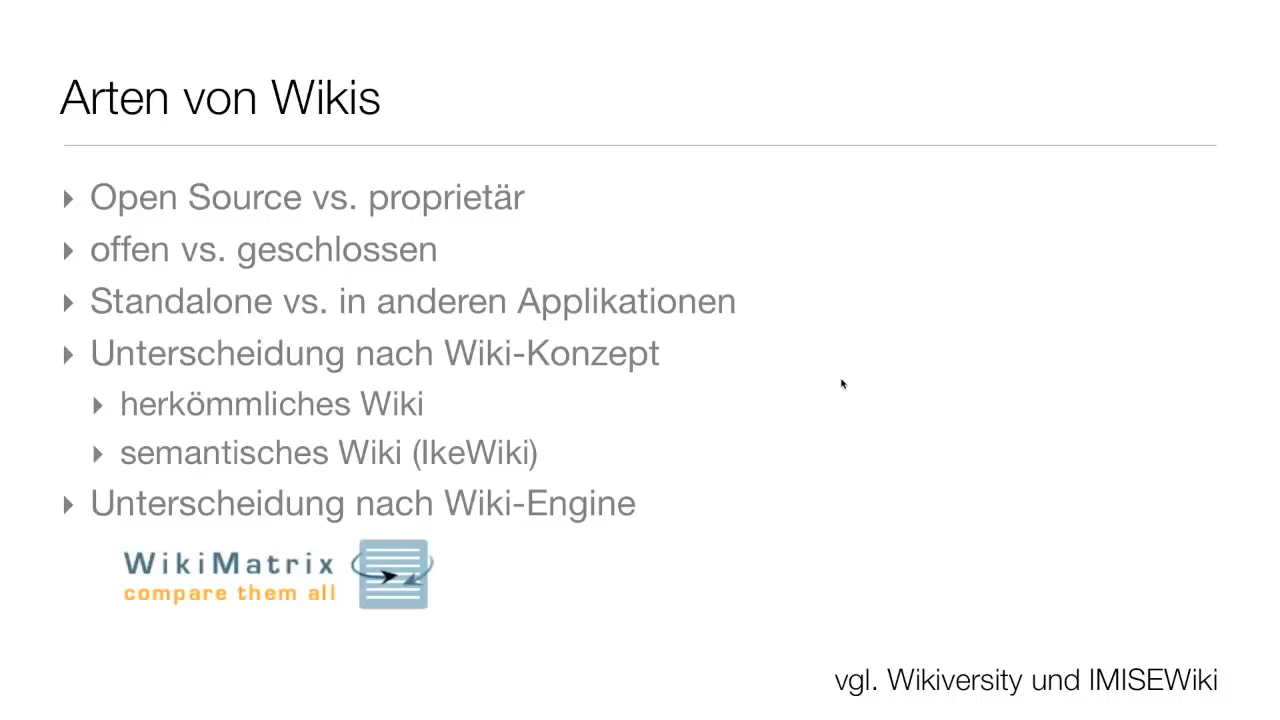 Arten von Wikis
Open Source vs. proprietär
offen vs. geschlossen
Standalone vs. in anderen Applikationen
Unterscheidung nach Wiki-Konzept
herkömmliches Wiki
semantisches Wiki (IkeWiki)
Unterscheidung nach Wiki-Engine
WikiMatrix
compare them all
vgl. Wikiversity und IMISEWiki